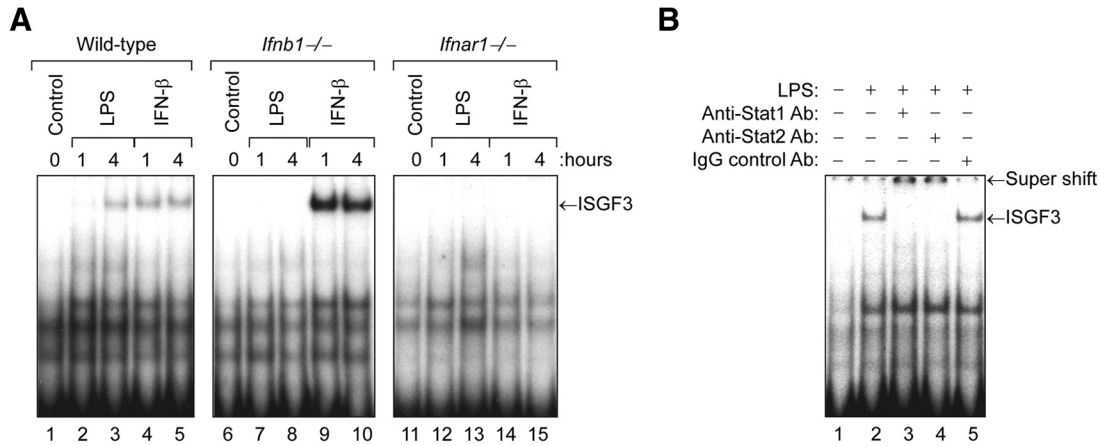 A
Wild-type
Ifnb1−/−
Ifnar1−/−
Control LPS IFN-β Control LPS IFN-β Control LPS IFN-β
0 1 4 1 4 0 1 4 1 4 0 1 4 1 4 :hours
←ISGF3
1 2 3 4 5 6 7 8 9 10 11 12 13 14 15
B
LPS: − + + + +
Anti-Stat1 Ab: − − + − −
Anti-Stat2 Ab: − − − + −
IgG control Ab: − − − − +
←Super shift
←ISGF3
1 2 3 4 5